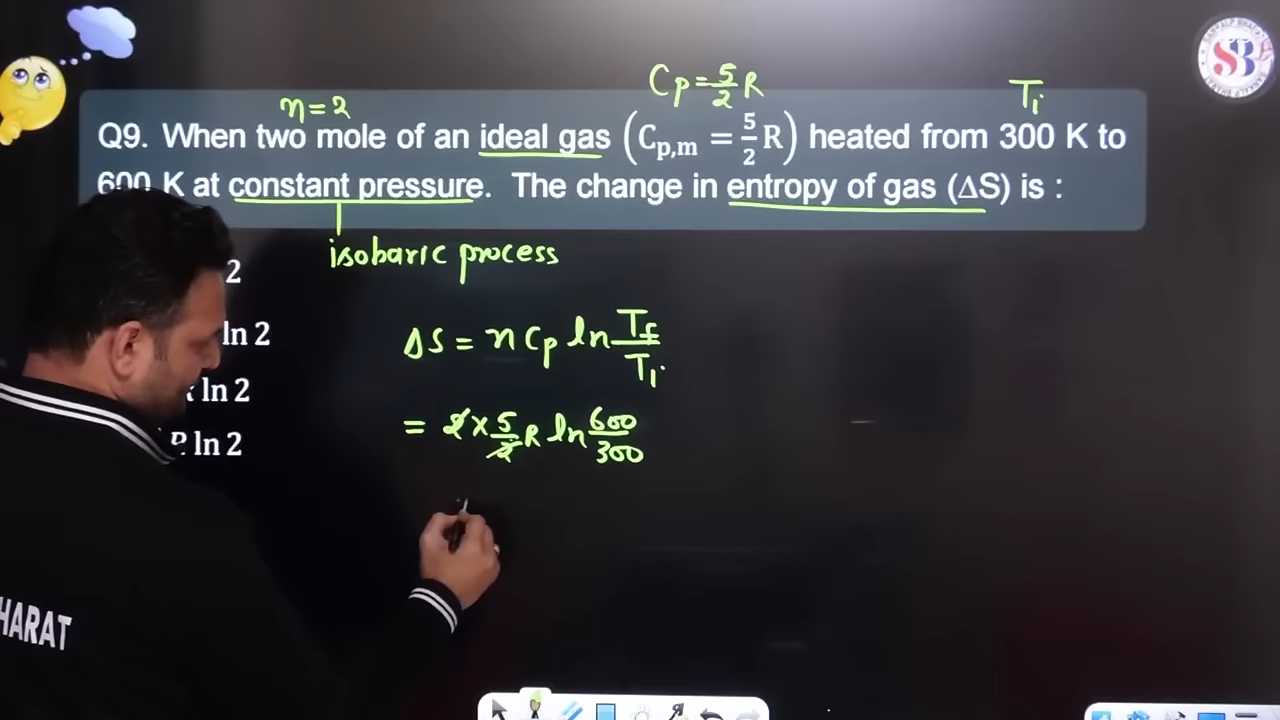 Cp = 5/2 R
Ti
n = 2
Q9. When two mole of an ideal gas (Cp,m = 5/2 R) heated from 300 K to
600 K at constant pressure. The change in entropy of gas (ΔS) is :
isobaric process
2
ln 2
ln 2
ln 2
ΔS = n Cp ln Tf/Ti
= 2 × 5/2 R ln 600/300
HARAT
SB